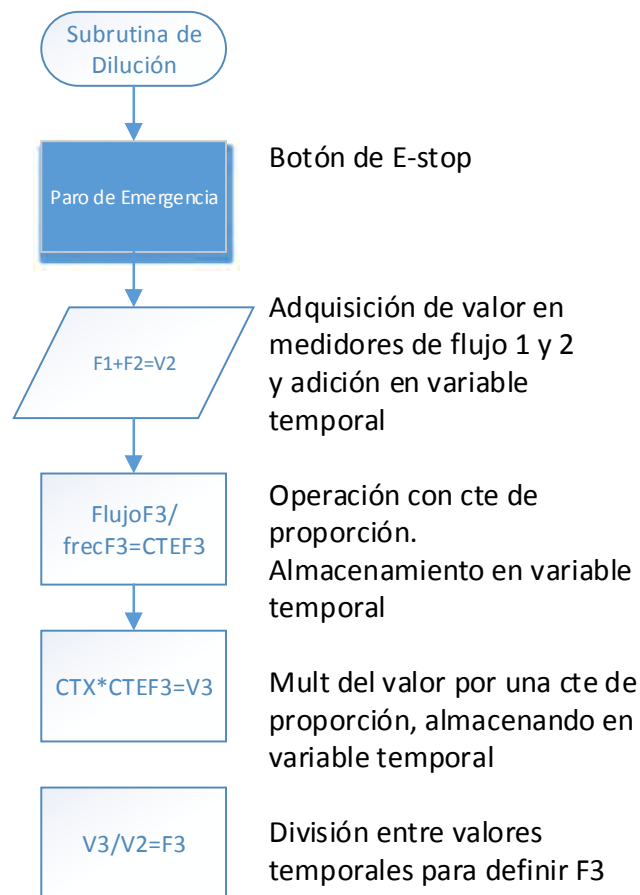 Subrutina de
Dilución
Botón de E-stop
Paro de Emergencia
Adquisición de valor en
medidores de flujo 1 y 2
y adición en variable
temporal
F1+F2=V2
Operación con cte de
proporción.
Almacenamiento en variable
temporal
FlujoF3/
frecF3=CTEF3
Mult del valor por una cte de
proporción, almacenando en
variable temporal
CTX*CTEF3=V3
División entre valores
temporales para definir F3
V3/V2=F3